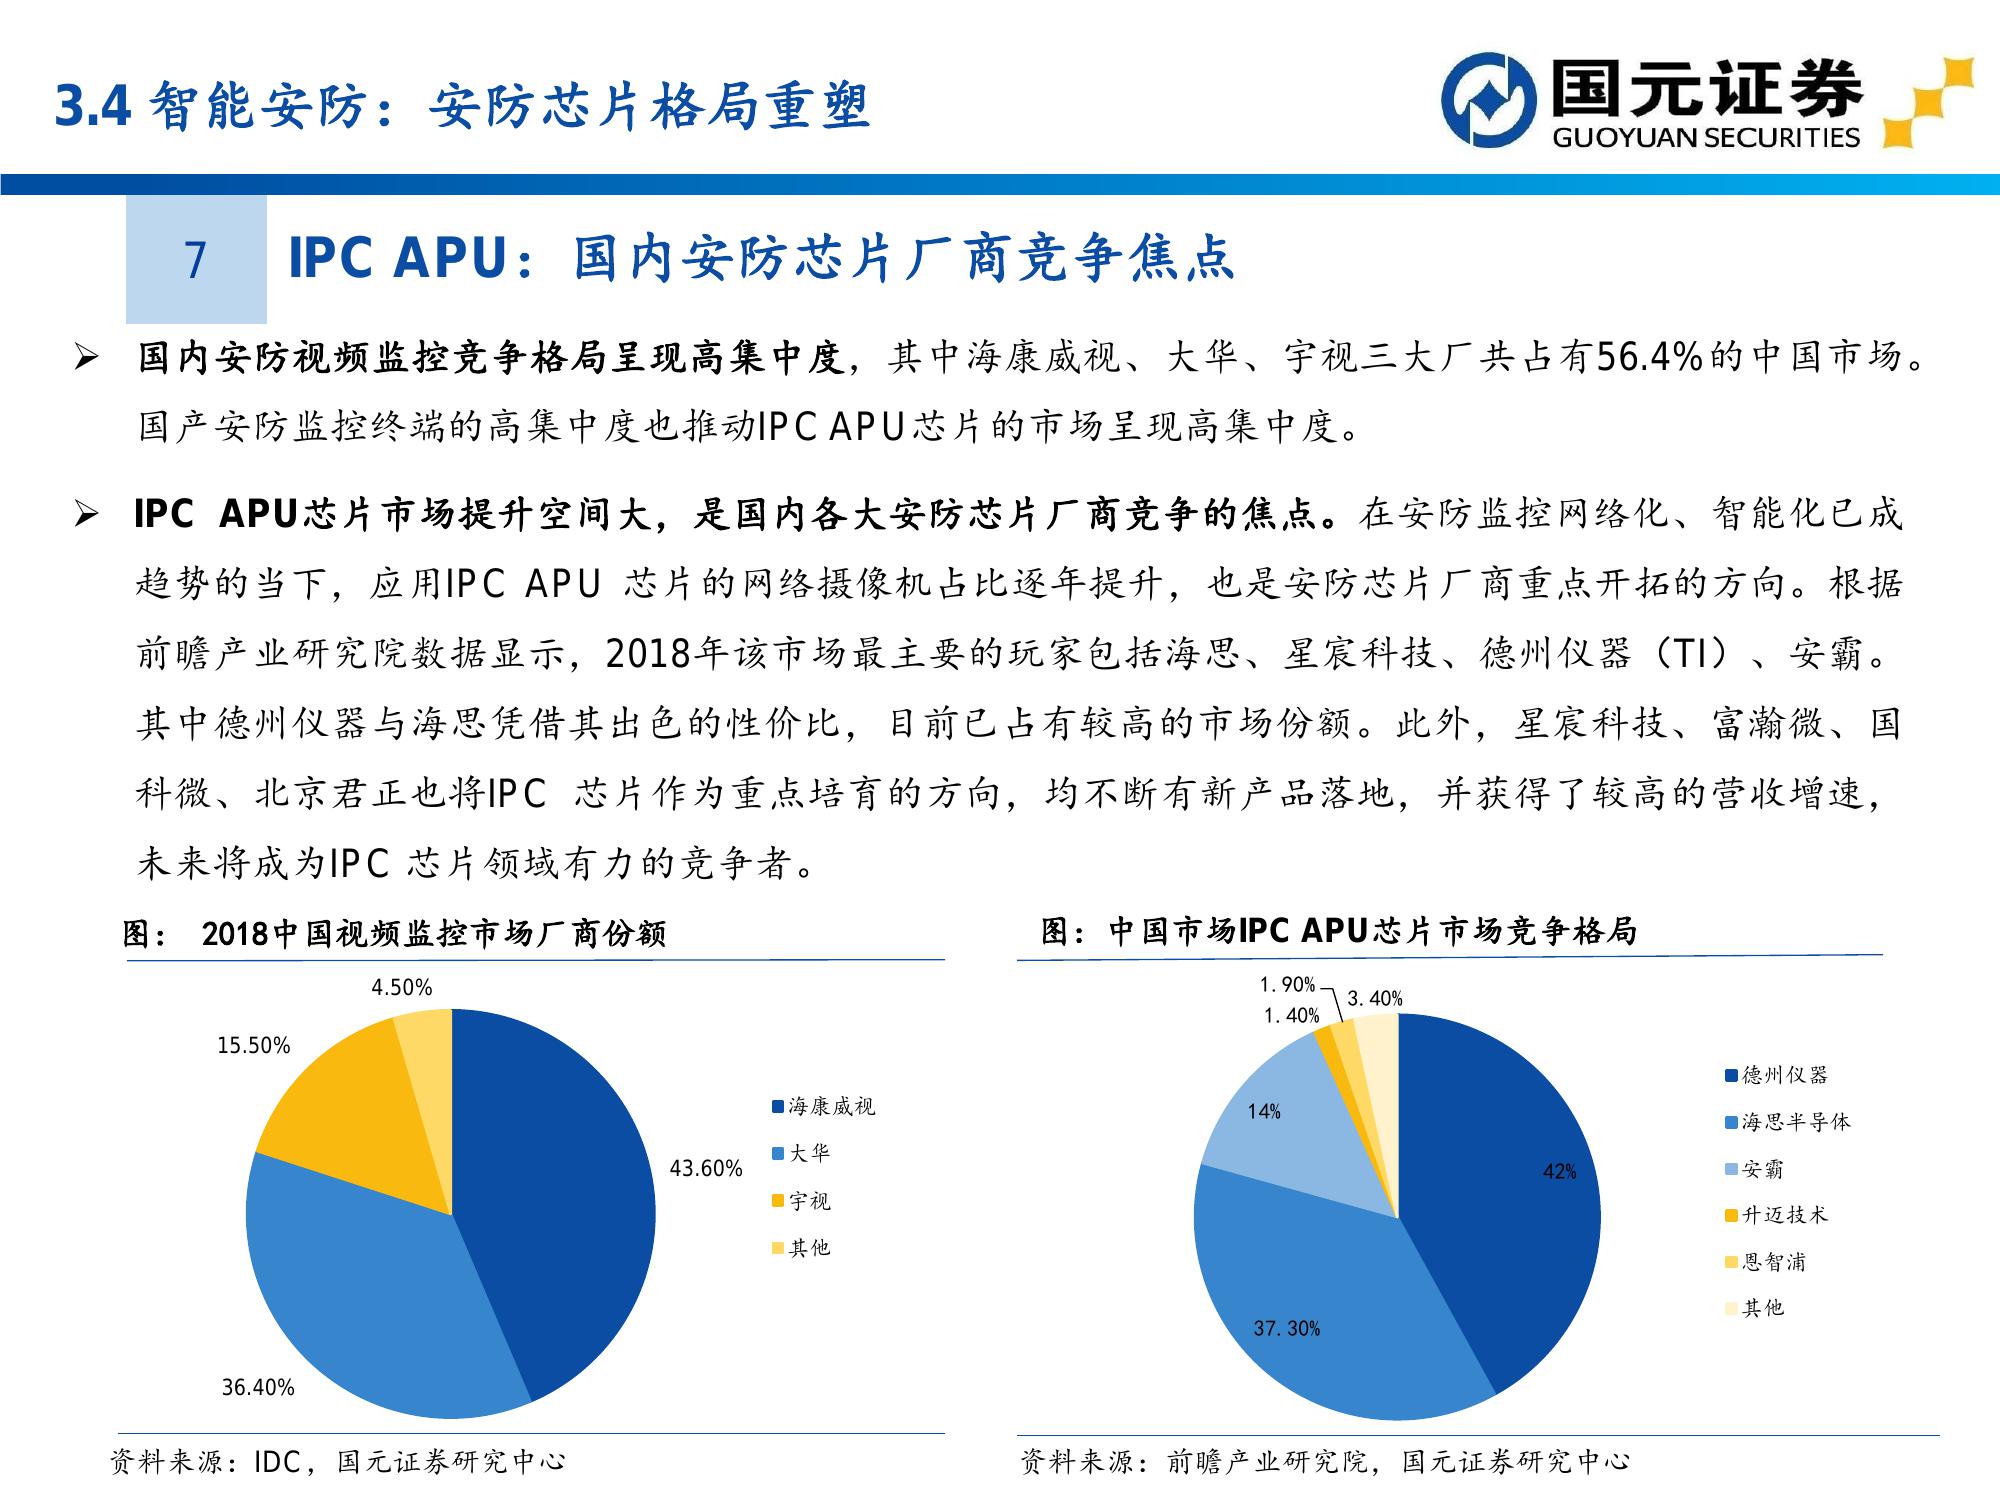 3.4 智能安防：安防芯片格局重塑
国元证券
GUOYUAN SECURITIES
7
IPC APU：国内安防芯片厂商竞争焦点
➢ 国内安防视频监控竞争格局呈现高集中度，其中海康威视、大华、宇视三大厂共占有56.4%的中国市场。
国产安防监控终端的高集中度也推动IPC APU芯片的市场呈现高集中度。
➢ IPC APU芯片市场提升空间大，是国内各大安防芯片厂商竞争的焦点。在安防监控网络化、智能化已成
趋势的当下，应用IPC APU 芯片的网络摄像机占比逐年提升，也是安防芯片厂商重点开拓的方向。根据
前瞻产业研究院数据显示，2018年该市场最主要的玩家包括海思、星宸科技、德州仪器（TI）、安霸。
其中德州仪器与海思凭借其出色的性价比，目前已占有较高的市场份额。此外，星宸科技、富瀚微、国
科微、北京君正也将IPC 芯片作为重点培育的方向，均不断有新产品落地，并获得了较高的营收增速，
未来将成为IPC 芯片领域有力的竞争者。
图： 2018中国视频监控市场厂商份额
4.50%
15.50%
43.60%
36.40%
海康威视
大华
宇视
其他
资料来源：IDC，国元证券研究中心
图：中国市场IPC APU芯片市场竞争格局
1.90%
3.40%
1.40%
14%
42%
37.30%
德州仪器
海思半导体
安霸
升迈技术
恩智浦
其他
资料来源：前瞻产业研究院，国元证券研究中心